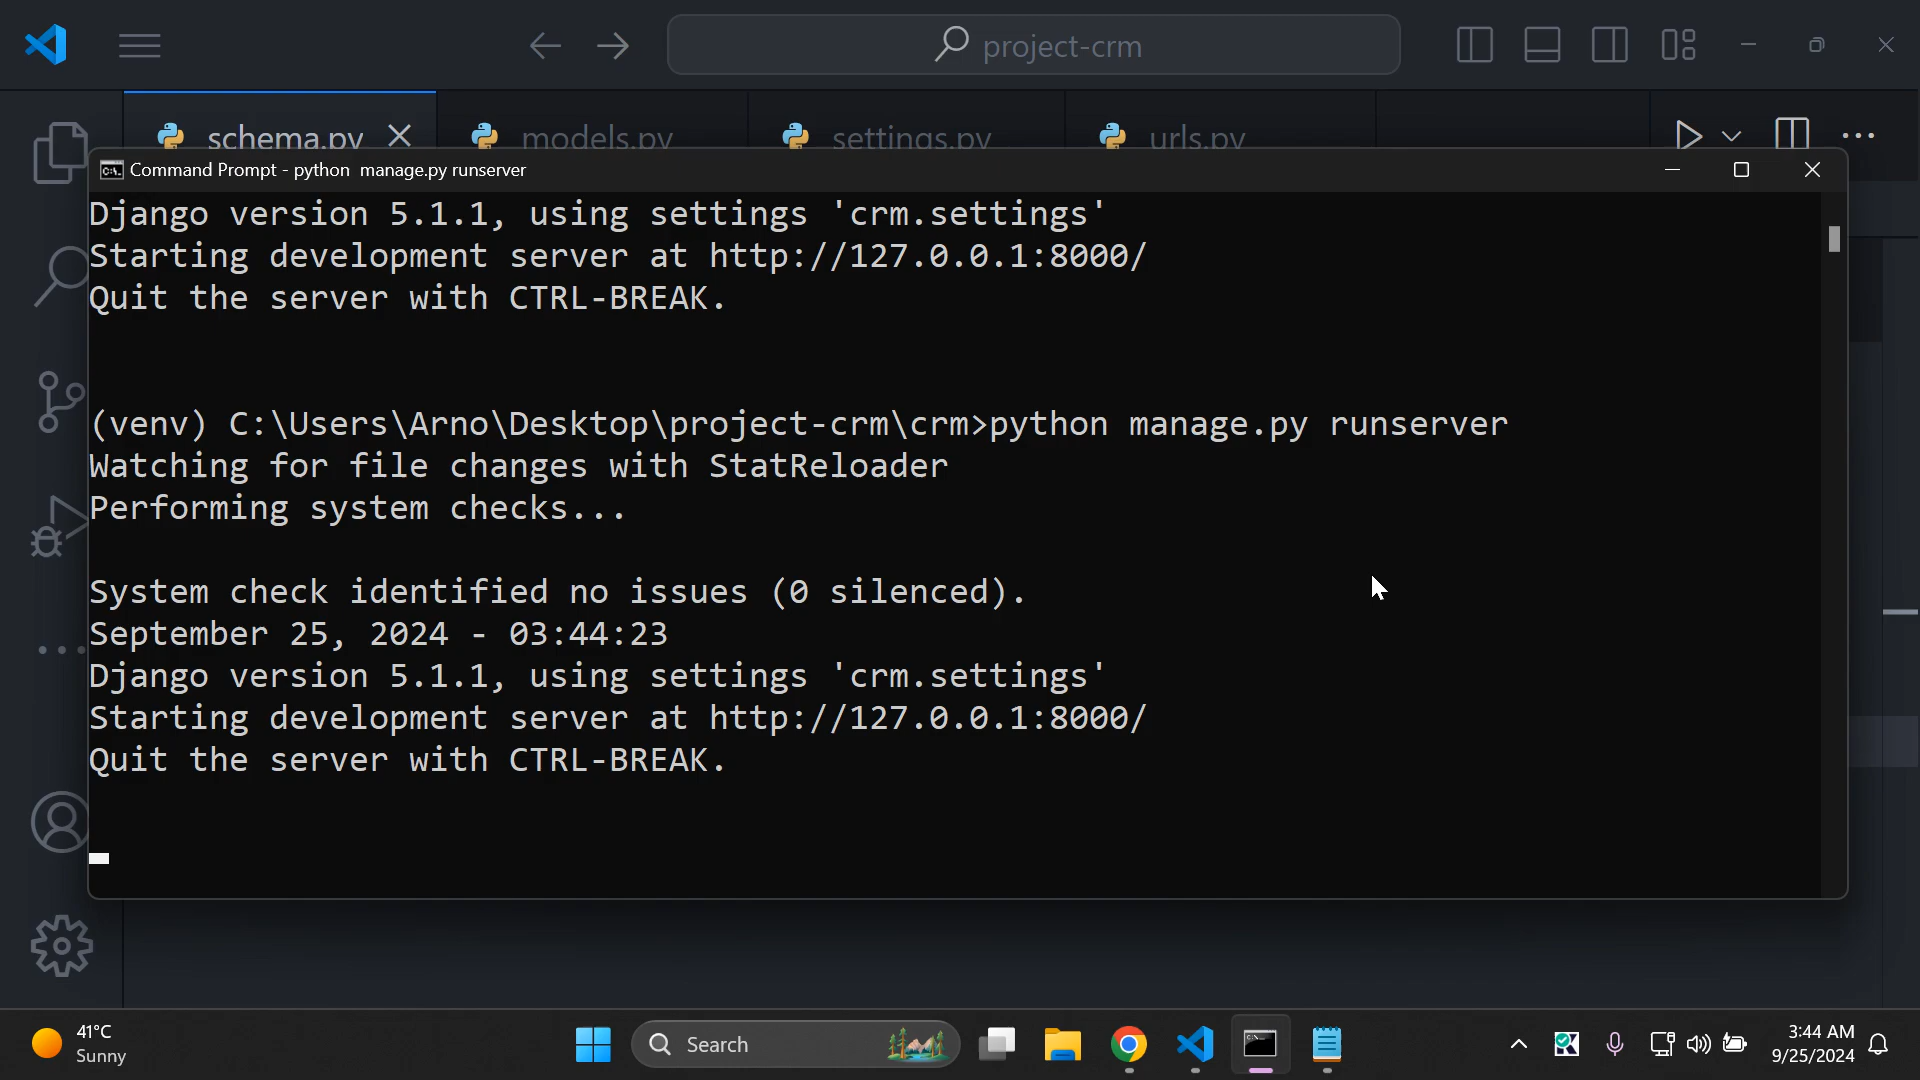 project-crm
schema.py
models.py
settings.py
urls.py
Command Prompt - python  manage.py runserver
Django version 5.1.1, using settings 'crm.settings'
Starting development server at http://127.0.0.1:8000/
Quit the server with CTRL-BREAK.
(venv) C:\Users\Arno\Desktop\project-crm\crm>python manage.py runserver
Watching for file changes with StatReloader
Performing system checks...
System check identified no issues (0 silenced).
September 25, 2024 - 03:44:23
Django version 5.1.1, using settings 'crm.settings'
Starting development server at http://127.0.0.1:8000/
Quit the server with CTRL-BREAK.
41°C
Sunny
Search
3:44 AM
9/25/2024